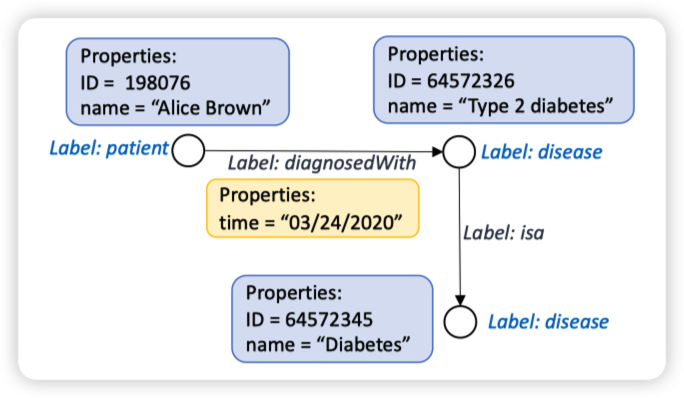 Properties:
ID =  198076
name = “Alice Brown”
Properties:
ID = 64572326
name = “Type 2 diabetes”
Label: patient
Label: diagnosedWith
Label: disease
Properties:
time = “03/24/2020”
Label: isa
Properties:
ID = 64572345
name = “Diabetes”
Label: disease